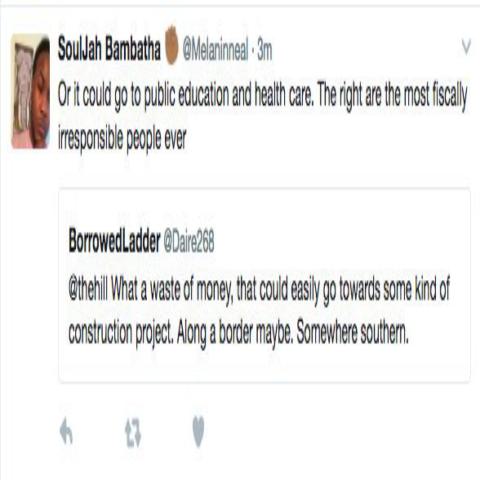 SoulJah Bambatha ✊🏾 @Melaninneal · 3m
Or it could go to public education and health care. The right are the most fiscally
irresponsible people ever
BorrowedLadder @Daire268
@thehill What a waste of money, that could easily go towards some kind of
construction project. Along a border maybe. Somewhere southern.